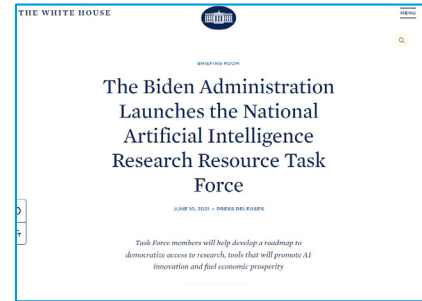 THE WHITE HOUSE
MENU
BRIEFING ROOM
The Biden Administration
Launches the National
Artificial Intelligence
Research Resource Task
Force
JUNE 10, 2021 • PRESS RELEASES
Task Force members will help develop a roadmap to
democratic access to research, tools that will promote AI
innovation and fuel economic prosperity